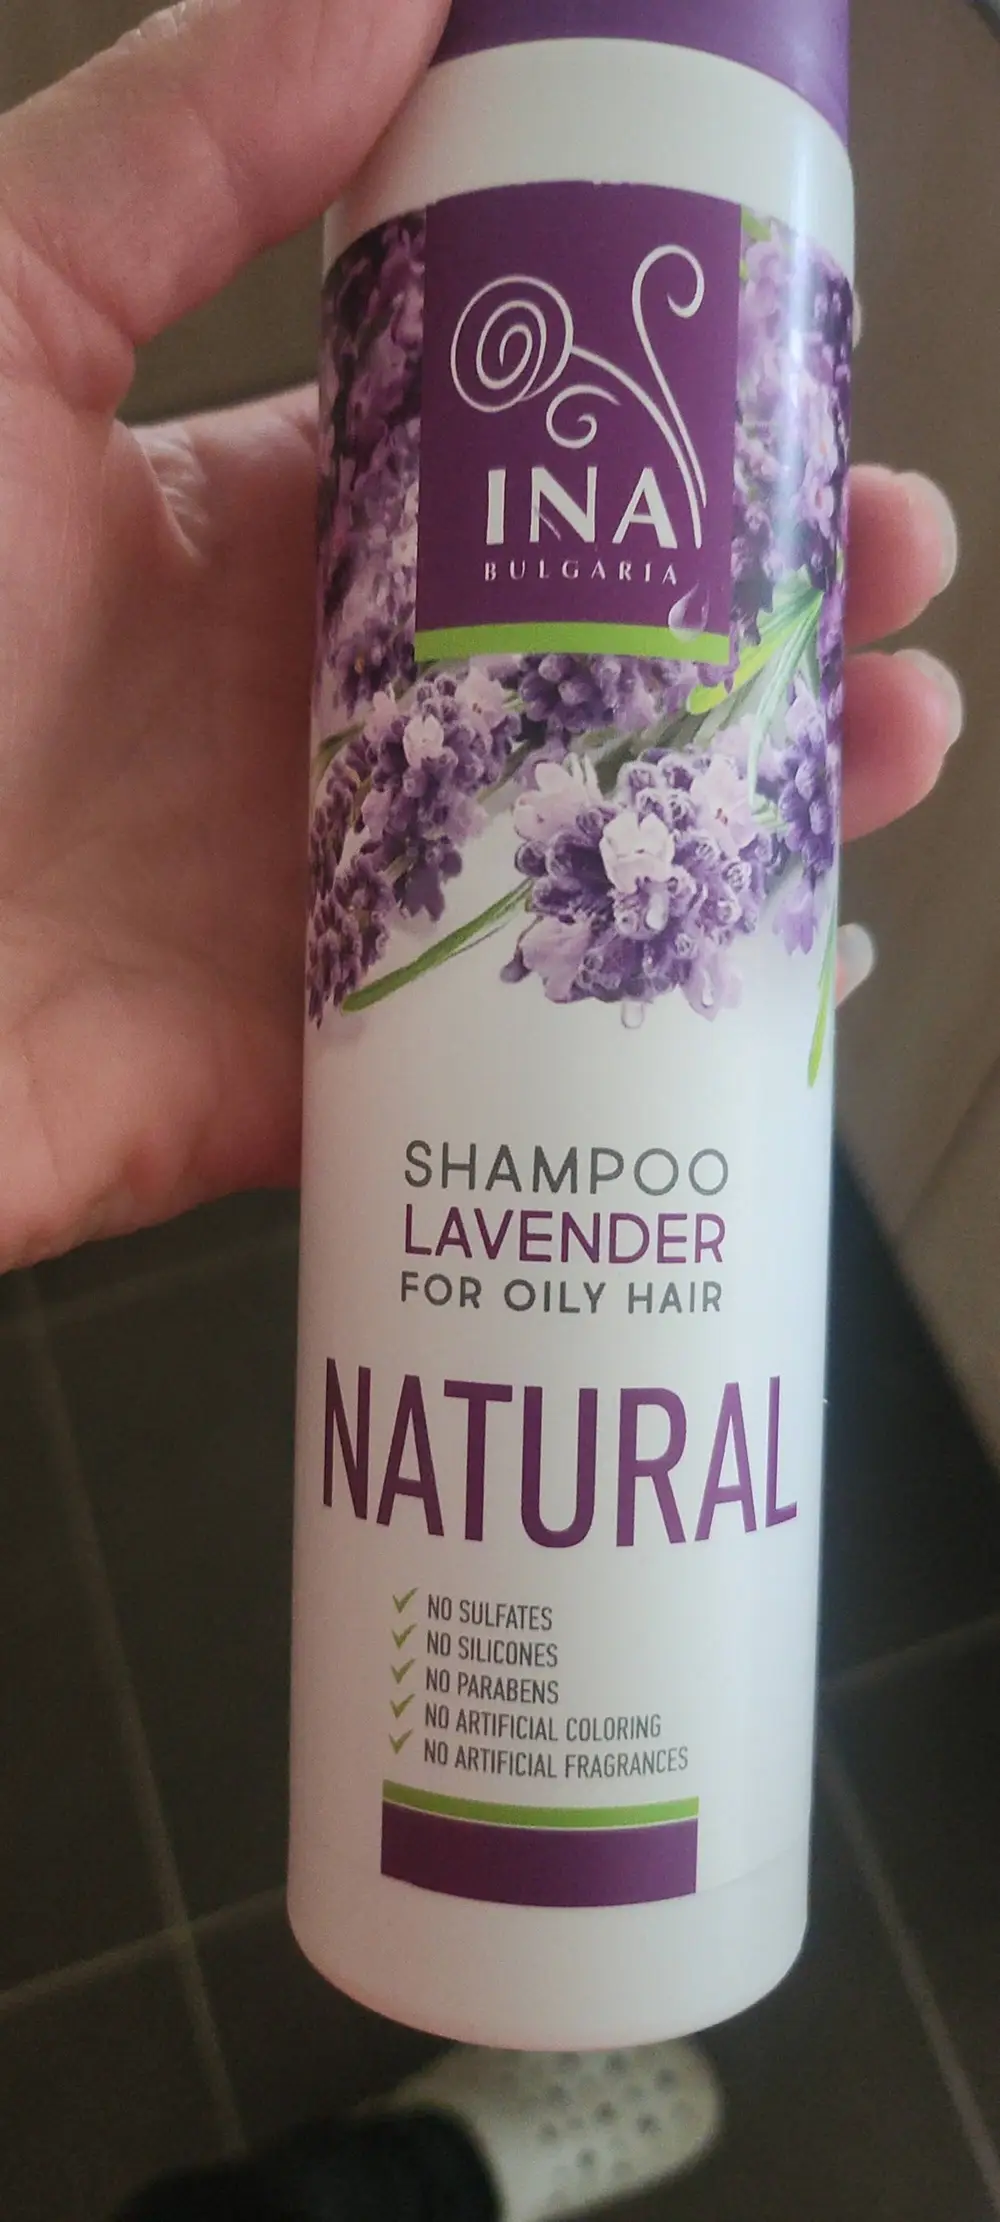 INA
BULGARIA
SHAMPOO
LAVENDER
FOR OILY HAIR
NATURAL
NO SULFATES
NO SILICONES
NO PARABENS
NO ARTIFICIAL COLORING
NO ARTIFICIAL FRAGRANCES